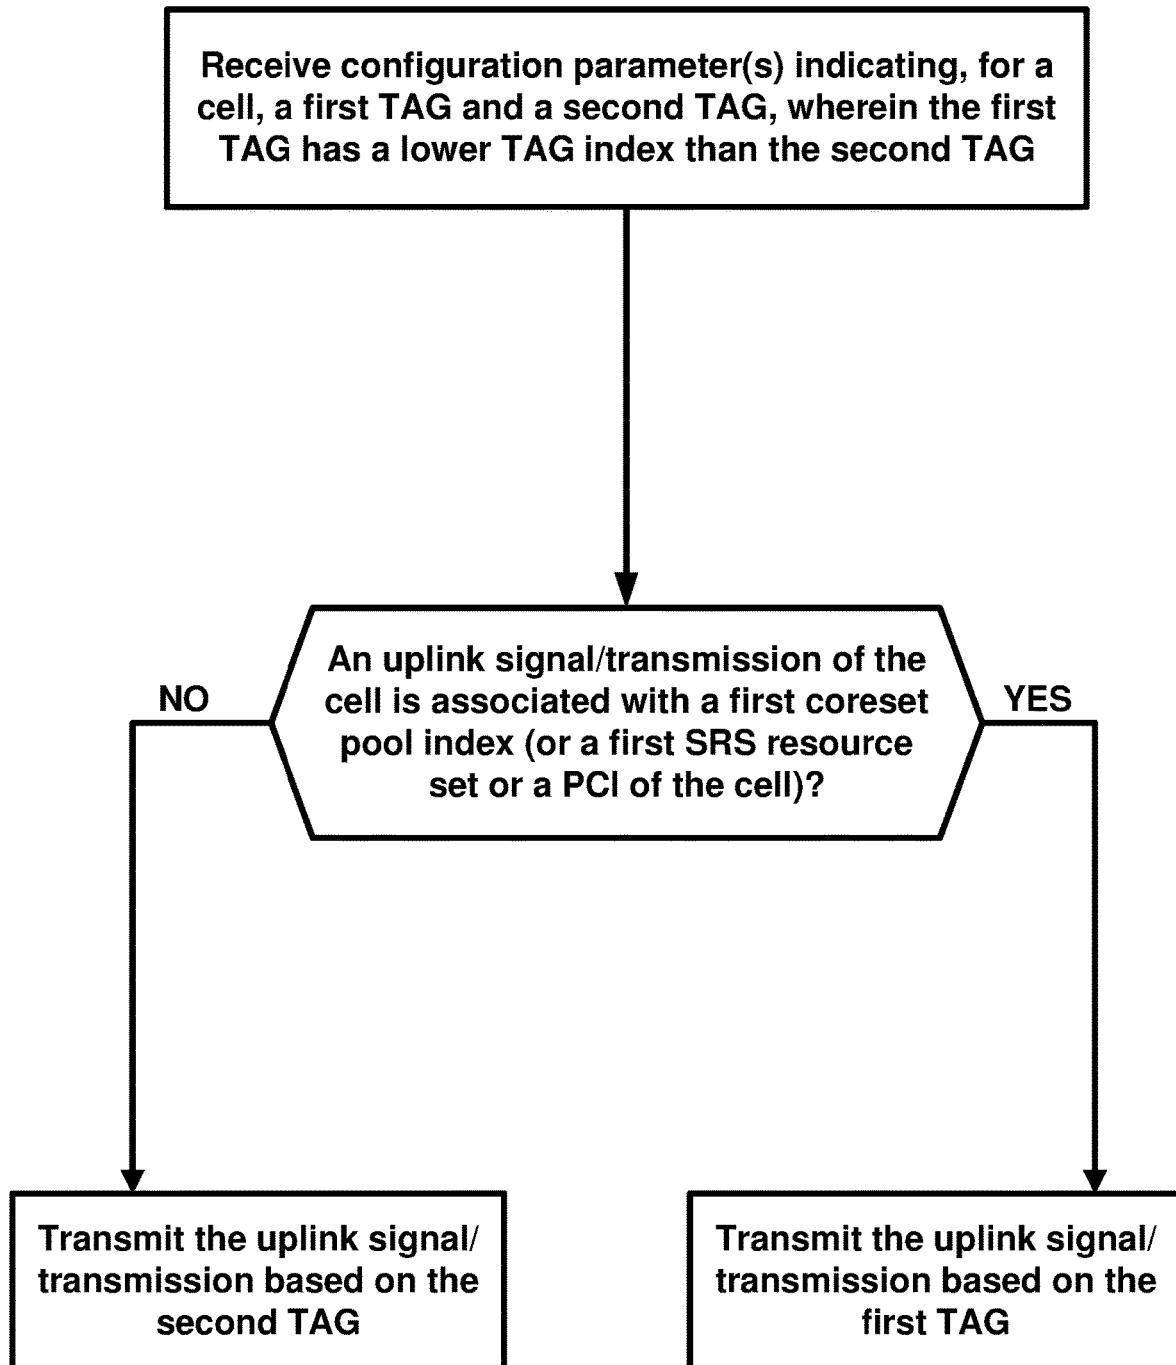 Receive configuration parameter(s) indicating, for a
cell, a first TAG and a second TAG, wherein the first
TAG has a lower TAG index than the second TAG
An uplink signal/transmission of the
cell is associated with a first coreset
pool index (or a first SRS resource
set or a PCI of the cell)?
NO
YES
Transmit the uplink signal/
transmission based on the
second TAG
Transmit the uplink signal/
transmission based on the
first TAG